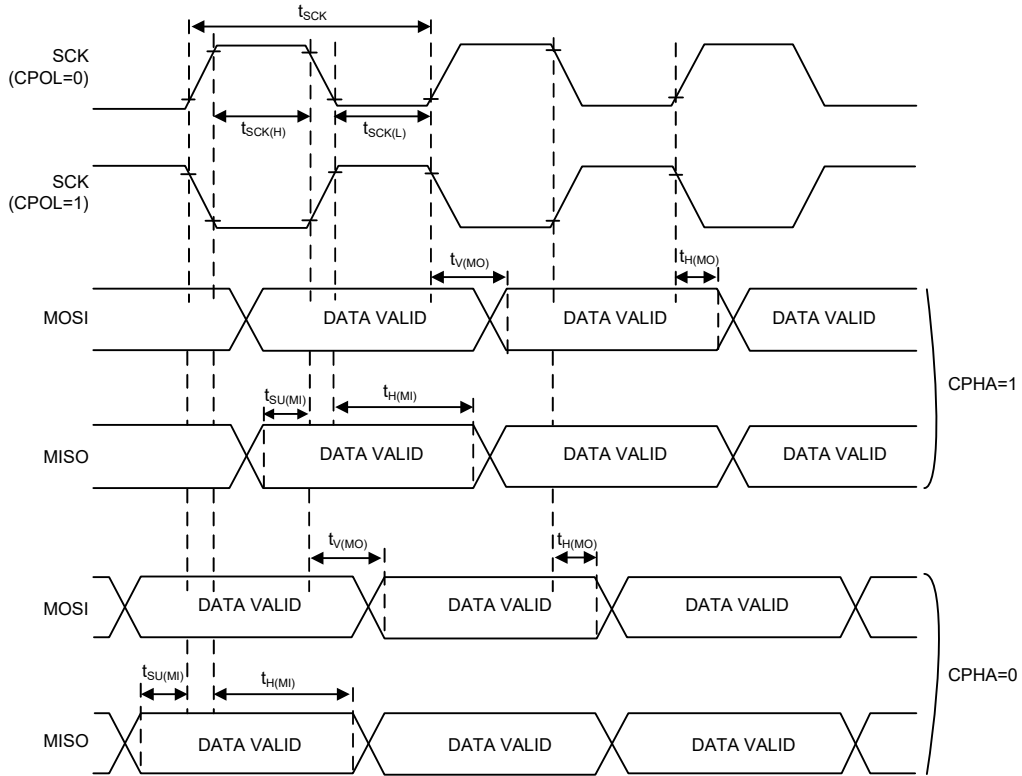 tSCK
SCK
(CPOL=0)
tSCK(H) tSCK(L)
SCK
(CPOL=1)
tV(MO) tH(MO)
MOSI DATA VALID DATA VALID DATA VALID
CPHA=1
tSU(MI) tH(MI)
MISO DATA VALID DATA VALID DATA VALID
tV(MO) tH(MO)
MOSI DATA VALID DATA VALID DATA VALID
CPHA=0
tSU(MI) tH(MI)
MISO DATA VALID DATA VALID DATA VALID